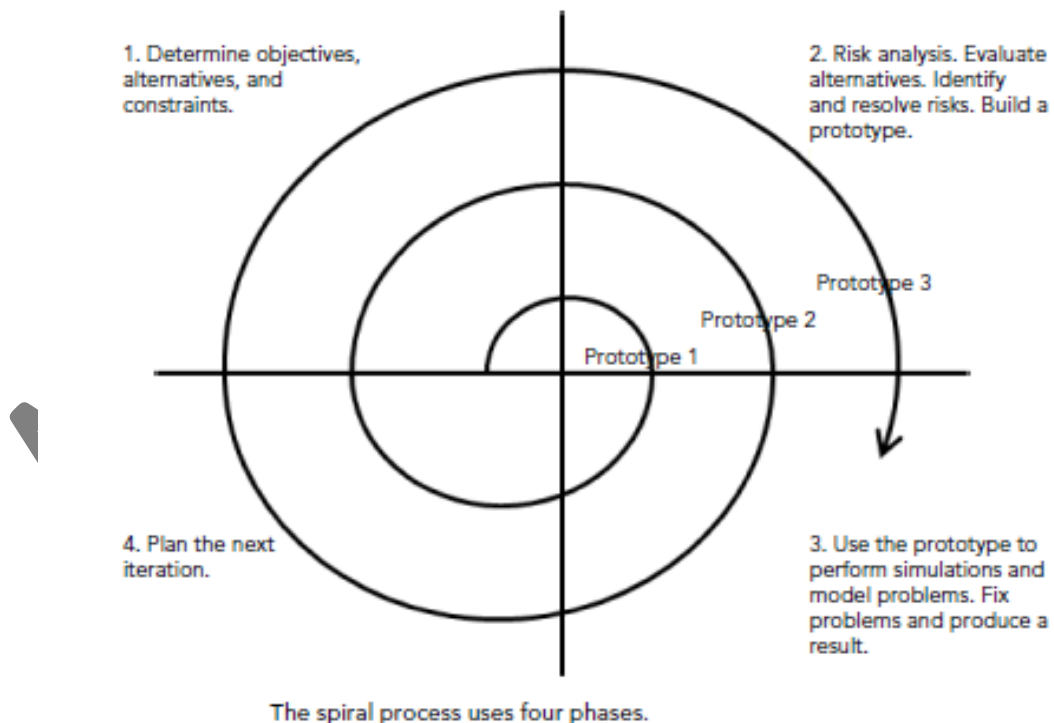 1. Determine objectives,
alternatives, and
constraints.
2. Risk analysis. Evaluate
alternatives. Identify
and resolve risks. Build a
prototype.
Prototype 3
Prototype 2
Prototype 1
4. Plan the next
iteration.
3. Use the prototype to
perform simulations and
model problems. Fix
problems and produce a
result.
The spiral process uses four phases.